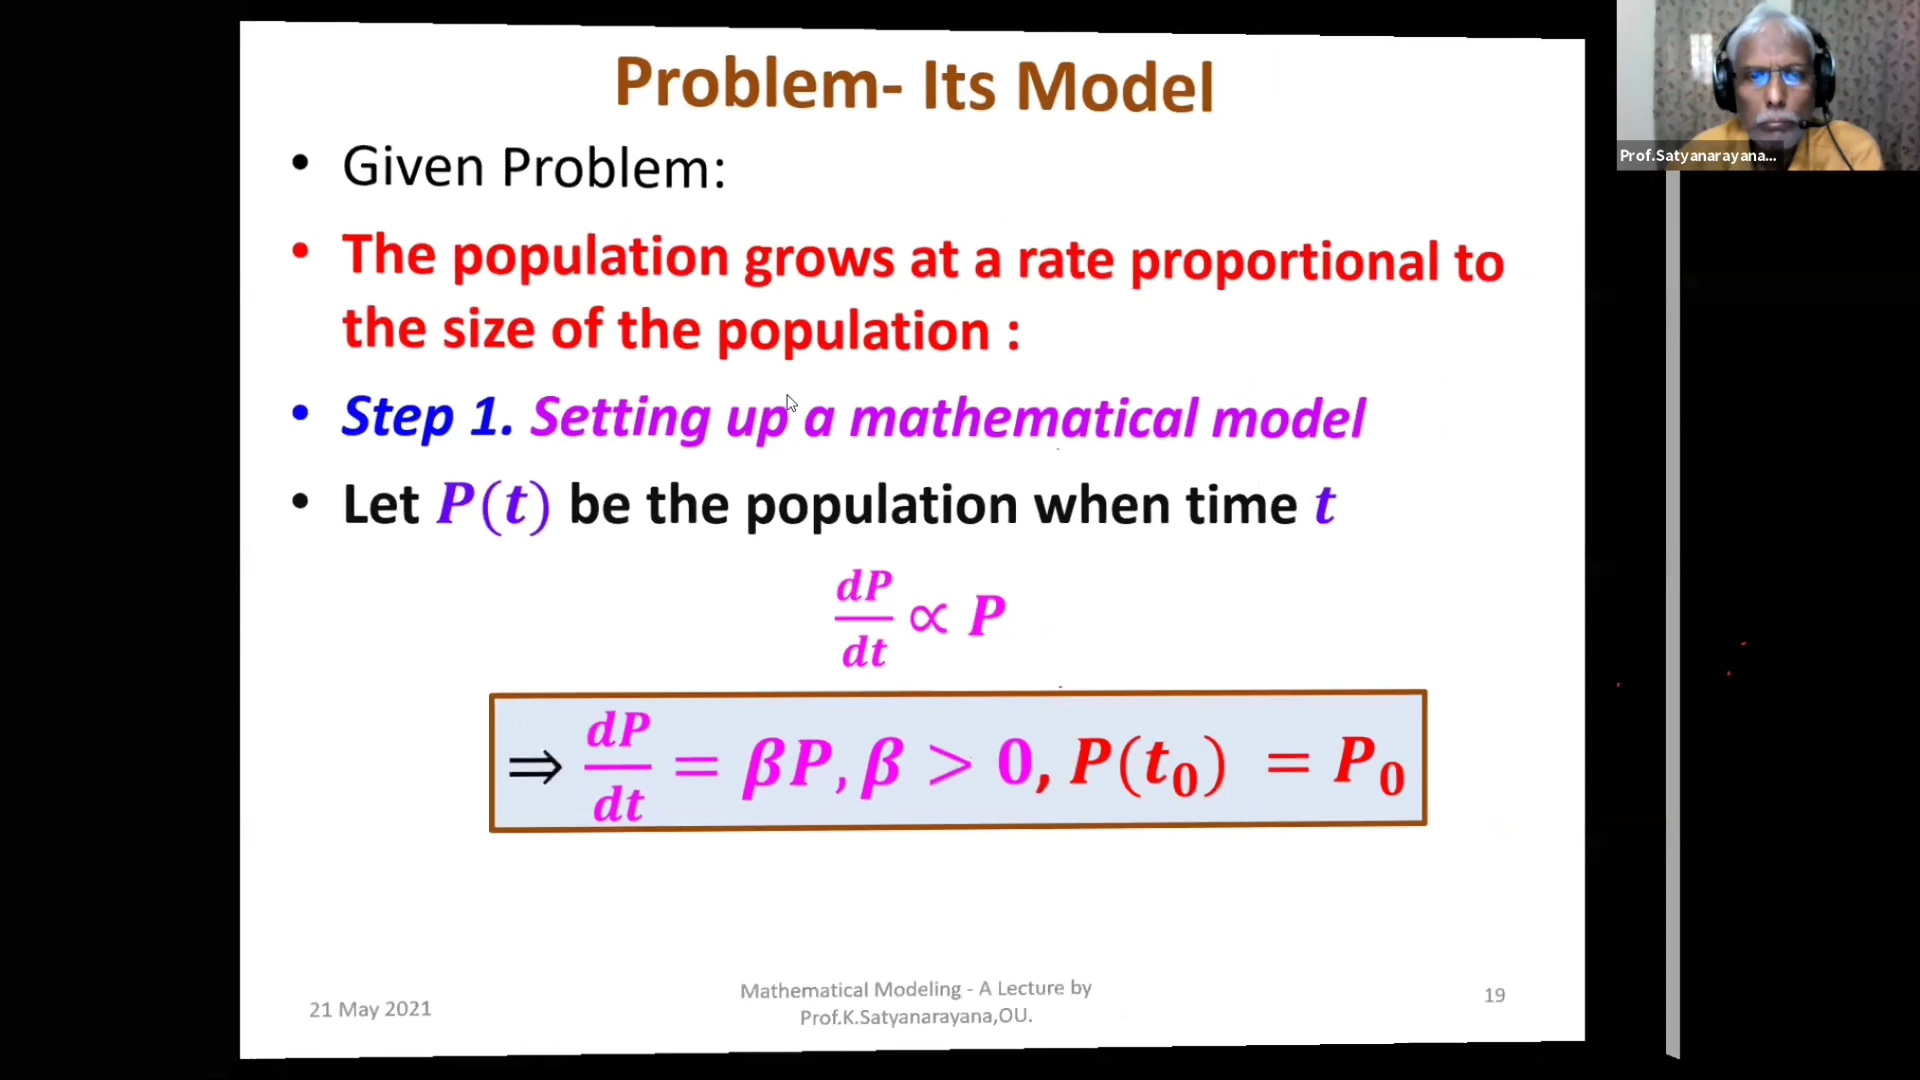 Problem- Its Model
• Given Problem:
• The population grows at a rate proportional to
the size of the population :
• Step 1. Setting up a mathematical model
• Let P(t) be the population when time t
dP/dt ∝ P
⇒ dP/dt = βP, β > 0, P(t₀) = P₀
21 May 2021
Mathematical Modeling - A Lecture by
Prof.K.Satyanarayana,OU.
19
Prof.Satyanarayana...